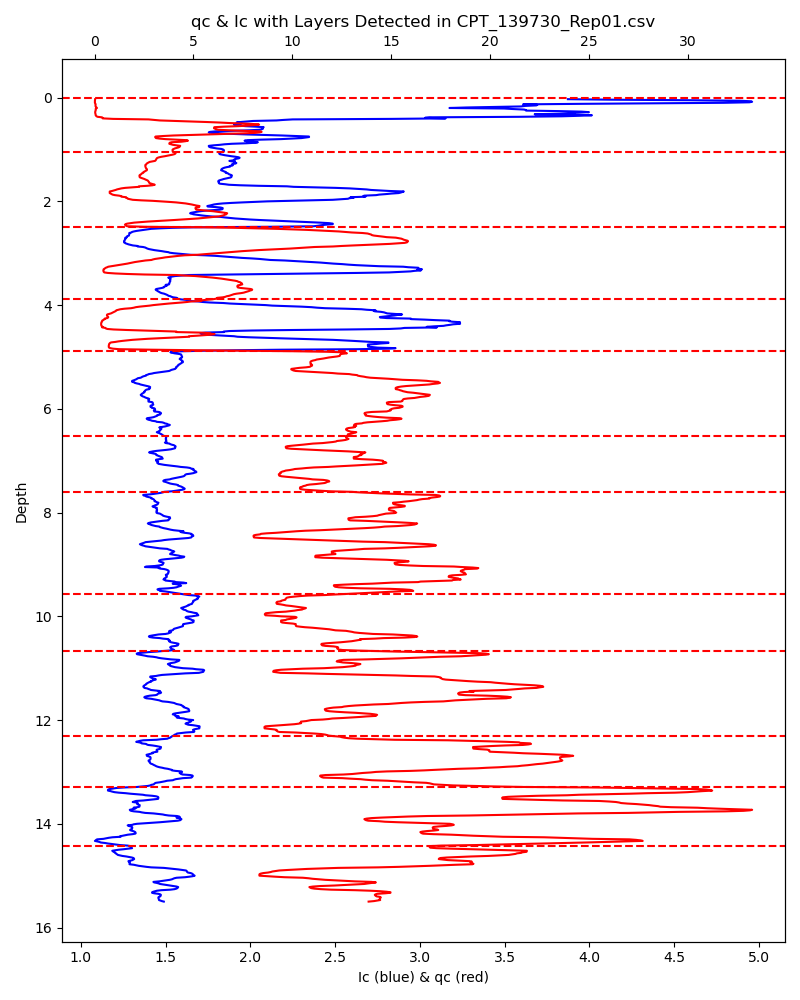 qc & Ic with Layers Detected in CPT_139730_Rep01.csv
0 5 10 15 20 25 30
0
2
4
6
8
10
12
14
16
Depth
1.0 1.5 2.0 2.5 3.0 3.5 4.0 4.5 5.0
Ic (blue) & qc (red)